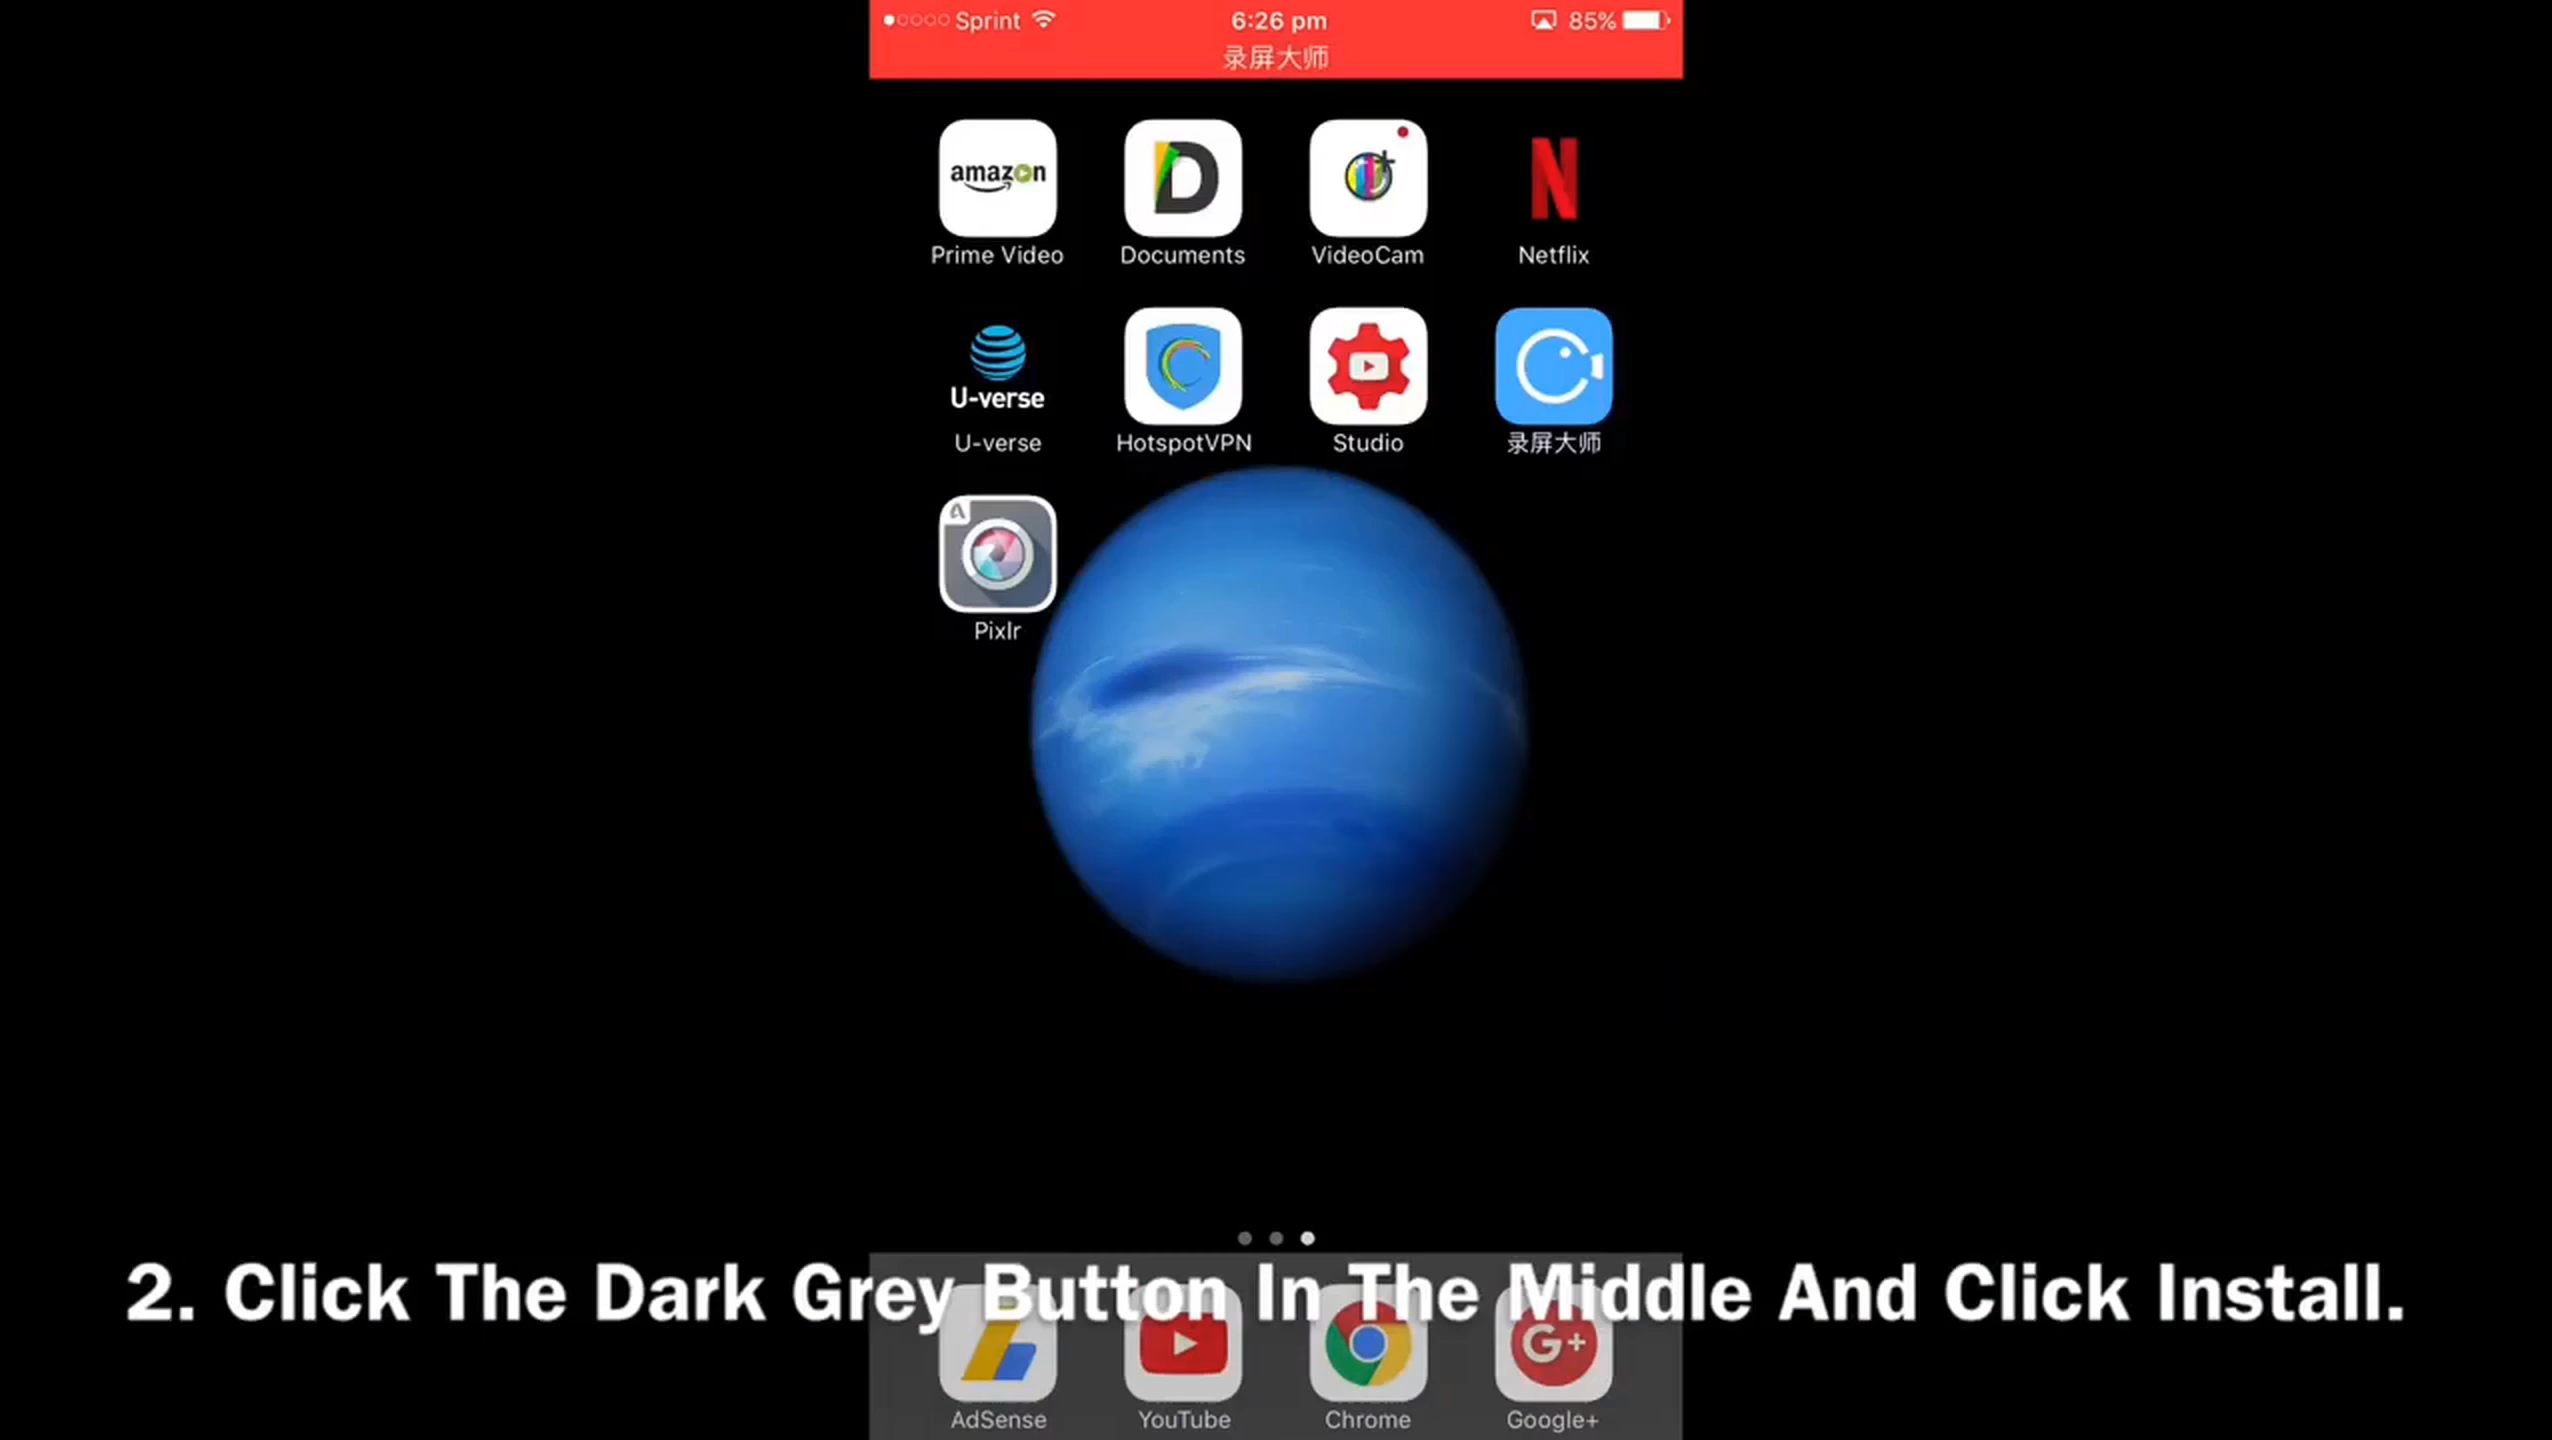 Sprint 6:26 pm 85%
录屏大师
amazon
D
N
Prime Video Documents VideoCam Netflix
U-verse
U-verse HotspotVPN Studio 录屏大师
Pixlr
2. Click The Dark Grey Button In The Middle And Click Install.
G+
AdSense YouTube Chrome Google+